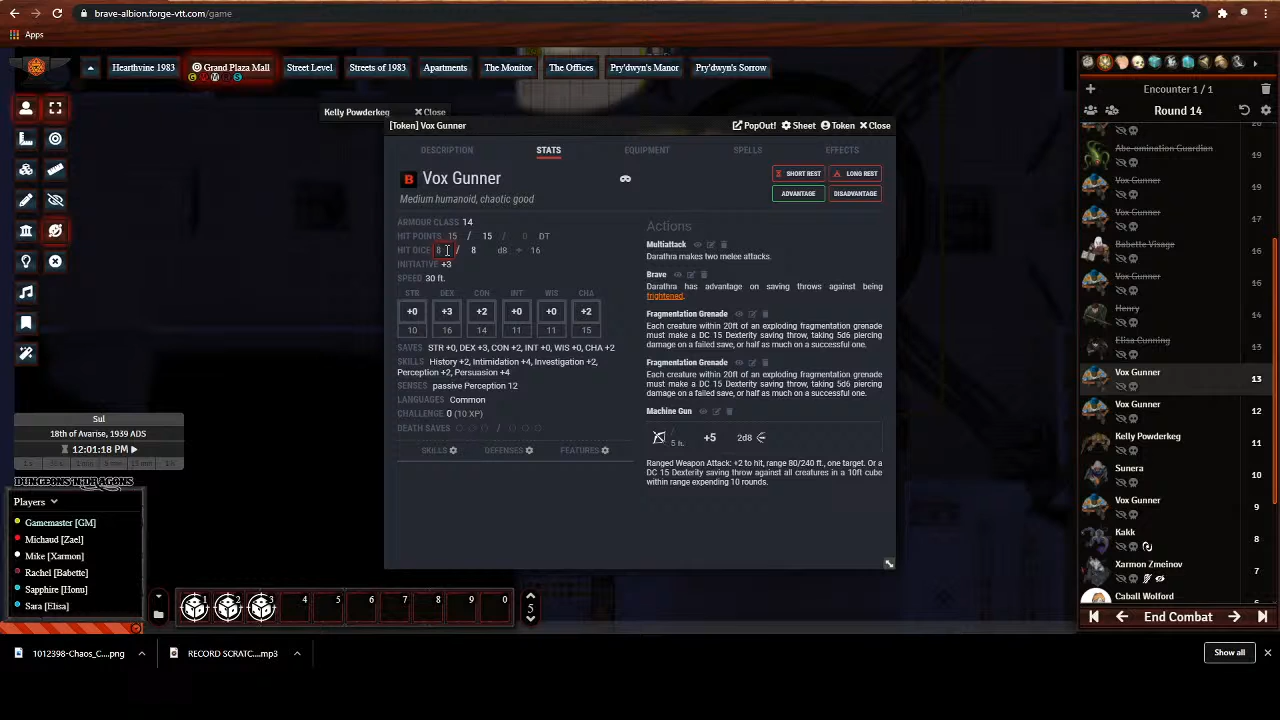 brave-albion.forge-vtt.com/game
Apps
Hearthvine 1983
Grand Plaza Mall
Street Level
Streets of 1983
Apartments
The Monitor
The Offices
Pry'dwyn's Manor
Pry'dwyn's Sorrow
G
M
S
Kelly Powderkeg
Close
[Token] Vox Gunner
PopOut!
Sheet
Token
Close
DESCRIPTION
STATS
EQUIPMENT
SPELLS
EFFECTS
B
Vox Gunner
SHORT REST
LONG REST
Medium humanoid, chaotic good
ADVANTAGE
DISADVANTAGE
ARMOUR CLASS 14
HIT POINTS 15 / 15 / 0 DT
HIT DICE 8 / 8 d8 + 16
INITIATIVE +3
SPEED 30 ft.
STR DEX CON INT WIS CHA
+0 +3 +2 +0 +0 +2
10 16 14 11 11 15
SAVES STR +0, DEX +3, CON +2, INT +0, WIS +0, CHA +2
SKILLS History +2, Intimidation +4, Investigation +2,
Perception +2, Persuasion +4
SENSES passive Perception 12
LANGUAGES Common
CHALLENGE 0 (10 XP)
DEATH SAVES /
SKILLS
DEFENSES
FEATURES
Actions
Multiattack
Darathra makes two melee attacks.
Brave
Darathra has advantage on saving throws against being
frightened.
Fragmentation Grenade
Each creature within 20ft of an exploding fragmentation grenade
must make a DC 15 Dexterity saving throw, taking 5d6 piercing
damage on a failed save, or half as much on a successful one.
Fragmentation Grenade
Each creature within 20ft of an exploding fragmentation grenade
must make a DC 15 Dexterity saving throw, taking 5d6 piercing
damage on a failed save, or half as much on a successful one.
Machine Gun
5 ft.
+5
2d8
Ranged Weapon Attack: +2 to hit, range 80/240 ft., one target. Or a
DC 15 Dexterity saving throw against all creatures in a 10ft cube
within range expending 10 rounds.
Encounter 1 / 1
Round 14
Abe-omination Guardian 19
Vox Gunner 19
Vox Gunner 17
Babette Visage
Vox Gunner
Henry
Elisa Cunning
Vox Gunner 13
Vox Gunner 12
Kelly Powderkeg 11
Sunera 10
Vox Gunner 9
Kakk 8
Xarmon Zmeinov 7
Caball Wolford
End Combat
Sul
18th of Avarise, 1939 ADS
12:01:18 PM
DUNGEONS'N'DRAGONS
Players
Gamemaster [GM]
Michaud [Zael]
Mike [Xarmon]
Rachel [Babette]
Sapphire [Honu]
Sara [Elisa]
1 2 3 4 5 6 7 8 9 0
5
1012398-Chaos_C....png
RECORD SCRATC....mp3
Show all